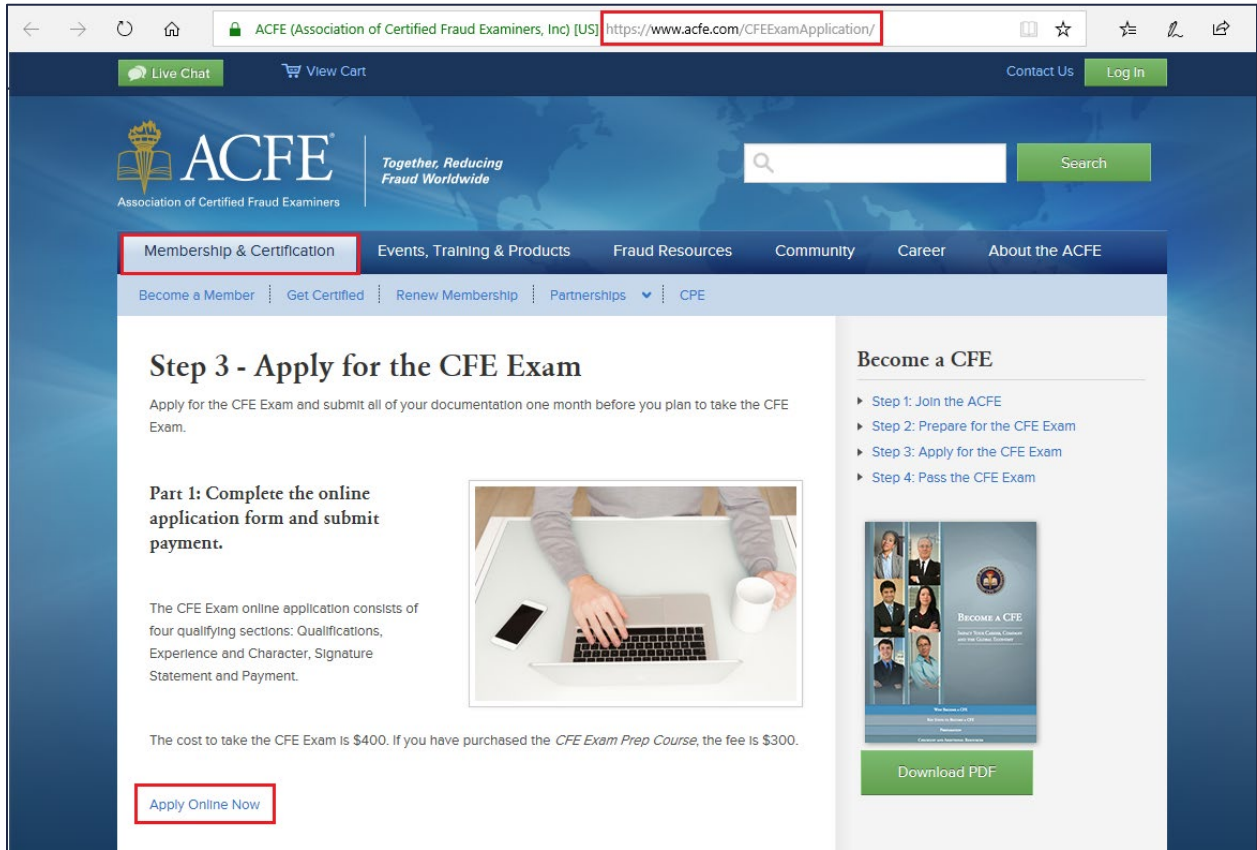 ACFE (Association of Certified Fraud Examiners, Inc) [US] https://www.acfe.com/CFEExamApplication/
Live Chat View Cart Contact Us Log In
ACFE®
Association of Certified Fraud Examiners
Together, Reducing
Fraud Worldwide
Search
Membership & Certification Events, Training & Products Fraud Resources Community Career About the ACFE
Become a Member Get Certified Renew Membership Partnerships CPE
Step 3 - Apply for the CFE Exam
Apply for the CFE Exam and submit all of your documentation one month before you plan to take the CFE
Exam.
Part 1: Complete the online
application form and submit
payment.
The CFE Exam online application consists of
four qualifying sections: Qualifications,
Experience and Character, Signature
Statement and Payment.
The cost to take the CFE Exam is $400. If you have purchased the CFE Exam Prep Course, the fee is $300.
Apply Online Now
Become a CFE
Step 1: Join the ACFE
Step 2: Prepare for the CFE Exam
Step 3: Apply for the CFE Exam
Step 4: Pass the CFE Exam
Become a CFE
Impact Your Career, Company
and the Global Economy
Download PDF